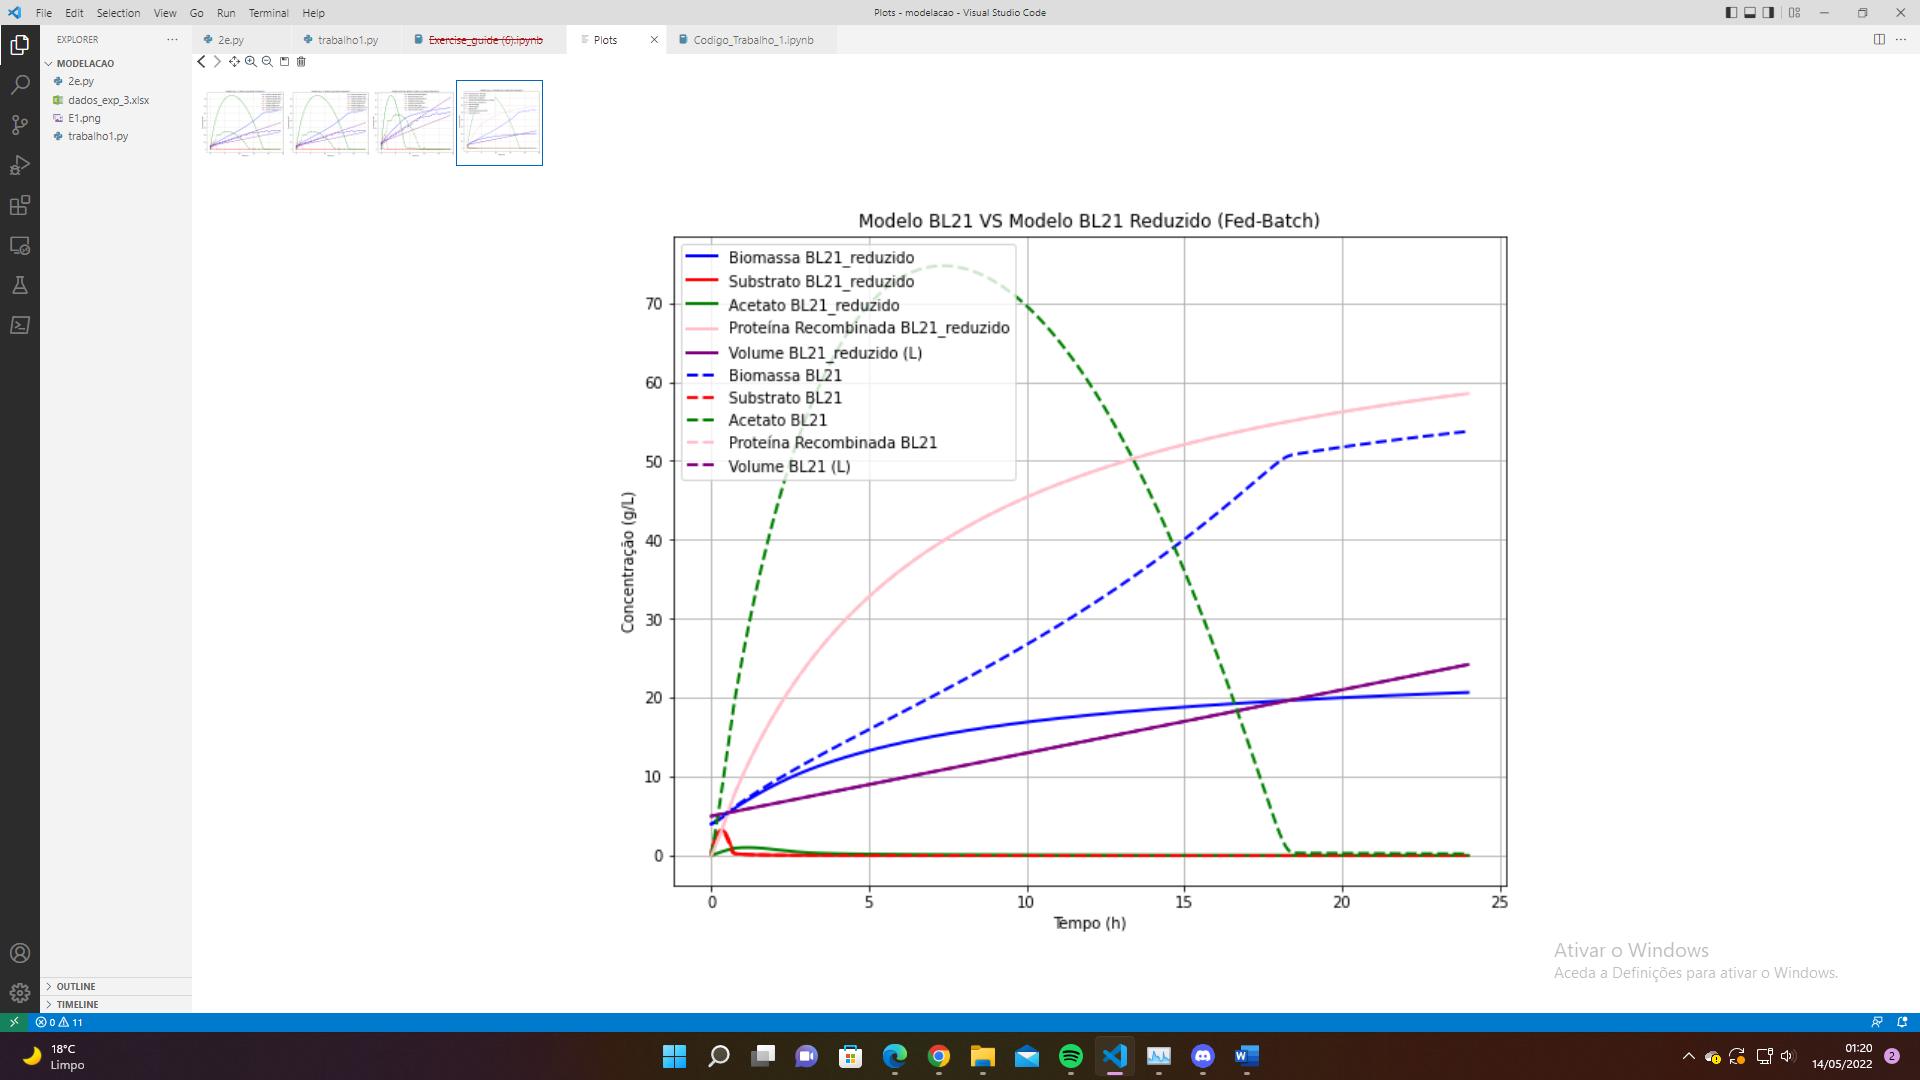 File Edit Selection View Go Run Terminal Help
Plots - modelacao - Visual Studio Code
EXPLORER
2e.py
trabalho1.py
Exercise_guide (6).ipynb
Plots
Codigo_Trabalho_1.ipynb
MODELACAO
2e.py
dados_exp_3.xlsx
E1.png
trabalho1.py
Modelo BL21 VS Modelo BL21 Reduzido (Fed-Batch)
Biomassa BL21_reduzido
Substrato BL21_reduzido
Acetato BL21_reduzido
Proteína Recombinada BL21_reduzido
Volume BL21_reduzido (L)
Biomassa BL21
Substrato BL21
Acetato BL21
Proteína Recombinada BL21
Volume BL21 (L)
Concentração (g/L)
70
60
50
40
30
20
10
0
0 5 10 15 20 25
Tempo (h)
Ativar o Windows
Aceda a Definições para ativar o Windows.
OUTLINE
TIMELINE
0 11
18°C
Limpo
01:20
14/05/2022
2